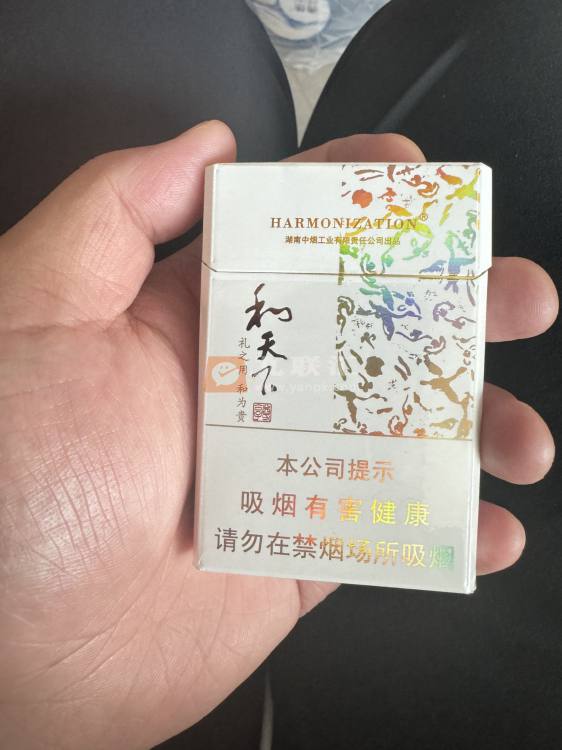 HARMONIZATION®
湖南中烟工业有限责任公司出品
和天下
礼之用 和为贵
本公司提示
吸烟有害健康
请勿在禁烟场所吸烟